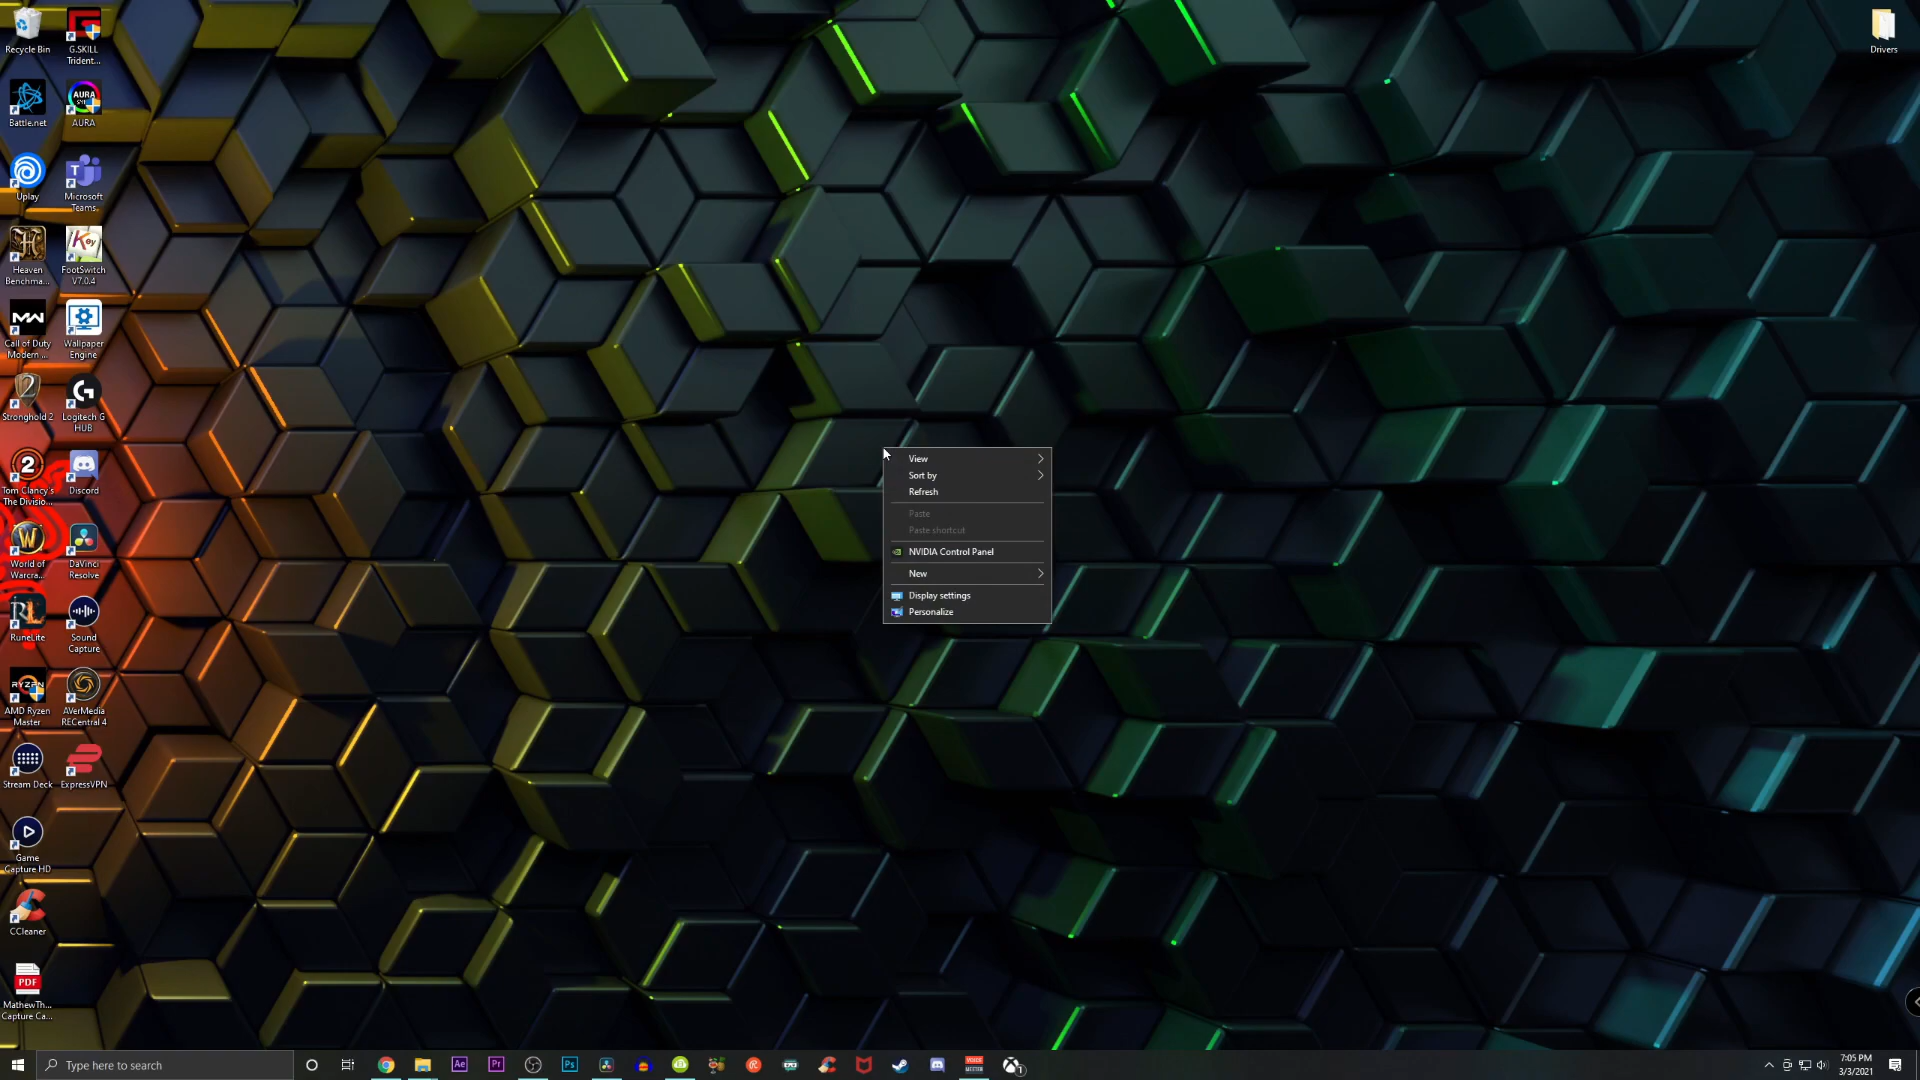 Recycle Bin
G.SKILL
Trident...
Drivers
Battle.net
AURA
Uplay
Microsoft
Teams
Heaven
Benchma...
FootSwitch
V7.0.4
Call of Duty
Modern ...
Wallpaper
Engine
Stronghold 2
Logitech G
HUB
Tom Clancy's
The Divisio...
Discord
World of
Warcra...
DaVinci
Resolve
RuneLite
Sound
Capture
AMD Ryzen
Master
AVerMedia
RECentral 4
Stream Deck
ExpressVPN
Game
Capture HD
CCleaner
PDF
MathewTh...
Capture Ca...
View
Sort by
Refresh
Paste
Paste shortcut
NVIDIA Control Panel
New
Display settings
Personalize
Type here to search
Ae
Pr
Ps
7:05 PM
3/3/2021